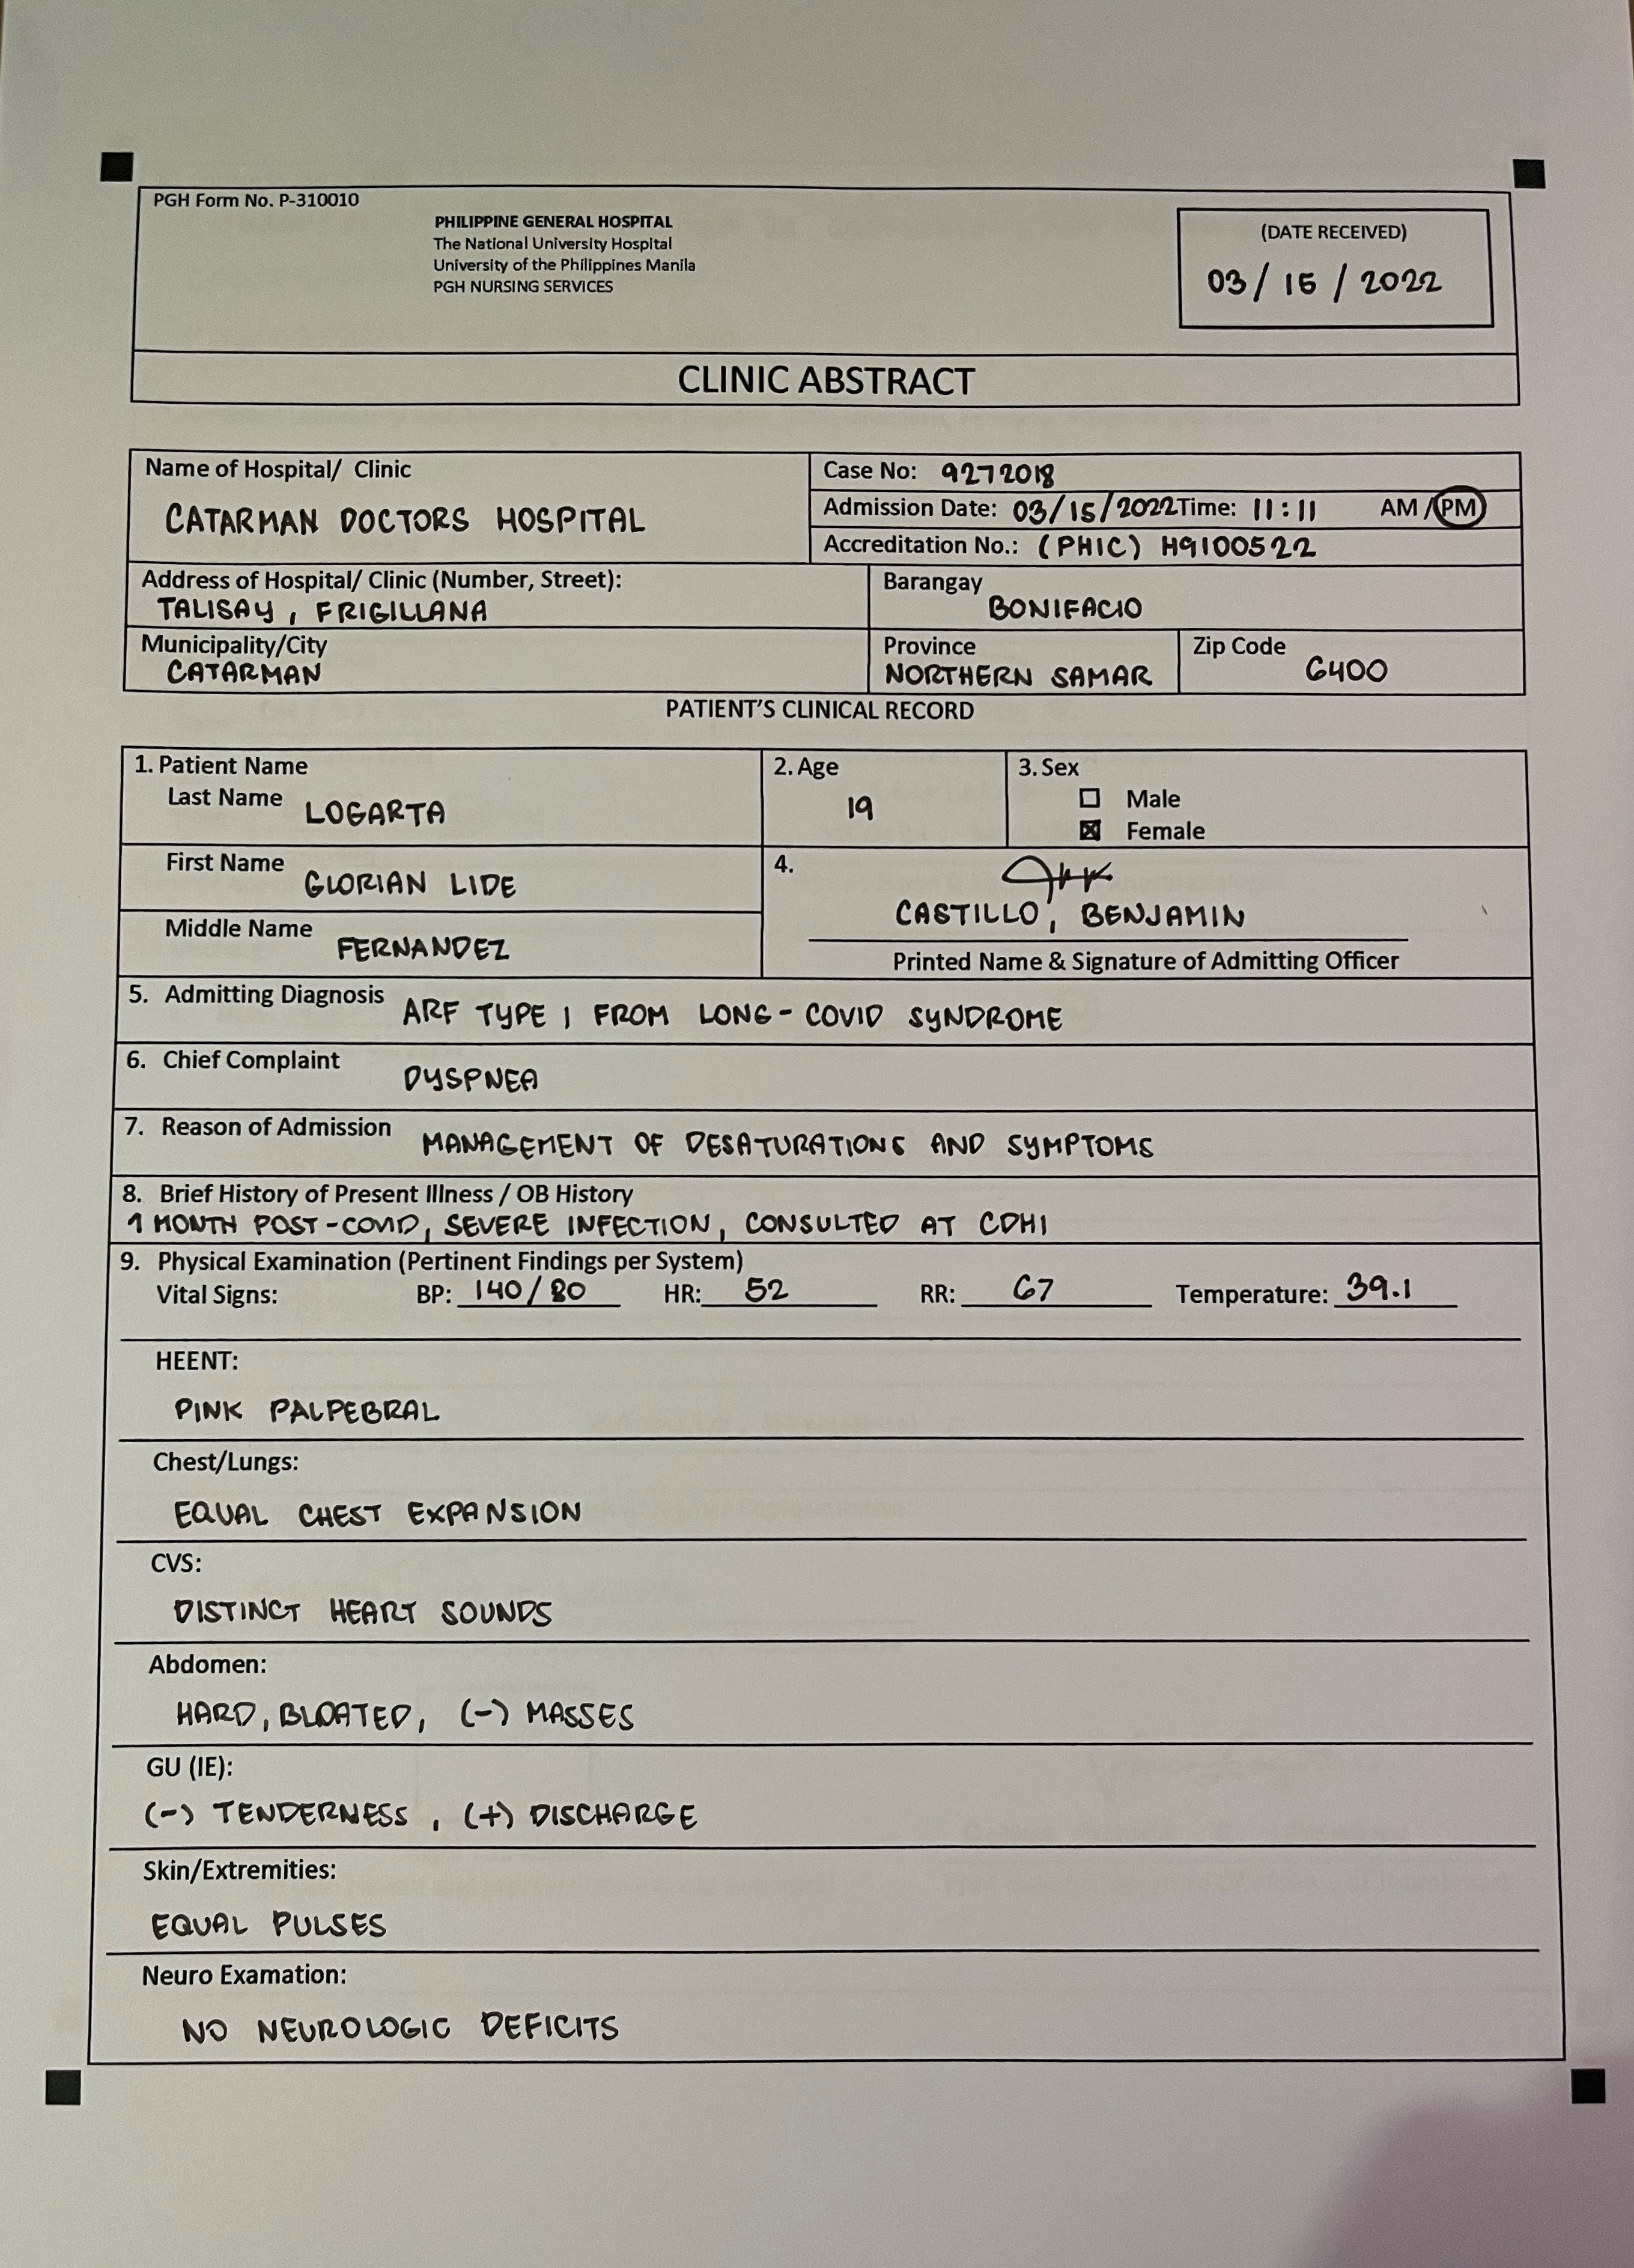 PGH Form No. P-310010
PHILIPPINE GENERAL HOSPITAL
The National University Hospital
University of the Philippines Manila
PGH NURSING SERVICES
(DATE RECEIVED)
03/ 15 / 2022
CLINIC ABSTRACT
Name of Hospital/ Clinic
CATARMAN DOCTORS HOSPITAL
Case No: 9272018
Admission Date: 03/15/2022 Time: 11:11 AM / PM
Accreditation No.: (PHIC) H9100522
Address of Hospital/ Clinic (Number, Street):
TALISAY, FRIGILLANA
Barangay
BONIFACIO
Municipality/City
CATARMAN
Province
NORTHERN SAMAR
Zip Code
6400
PATIENT'S CLINICAL RECORD
1. Patient Name
Last Name LOGARTA
2. Age
19
3. Sex
Male
Female
First Name GLORIAN LIDE
Middle Name FERNANDEZ
4.
CASTILLO, BENJAMIN
Printed Name & Signature of Admitting Officer
5. Admitting Diagnosis ARF TYPE 1 FROM LONG-COVID SYNDROME
6. Chief Complaint DYSPNEA
7. Reason of Admission MANAGEMENT OF DESATURATIONS AND SYMPTOMS
8. Brief History of Present Illness / OB History
1 MONTH POST-COVID, SEVERE INFECTION, CONSULTED AT CDHI
9. Physical Examination (Pertinent Findings per System)
Vital Signs: BP: 140/80 HR: 52 RR: 67 Temperature: 39.1
HEENT:
PINK PALPEBRAL
Chest/Lungs:
EQUAL CHEST EXPANSION
CVS:
DISTINCT HEART SOUNDS
Abdomen:
HARD, BLOATED, (-) MASSES
GU (IE):
(-) TENDERNESS, (+) DISCHARGE
Skin/Extremities:
EQUAL PULSES
Neuro Examation:
NO NEUROLOGIC DEFICITS